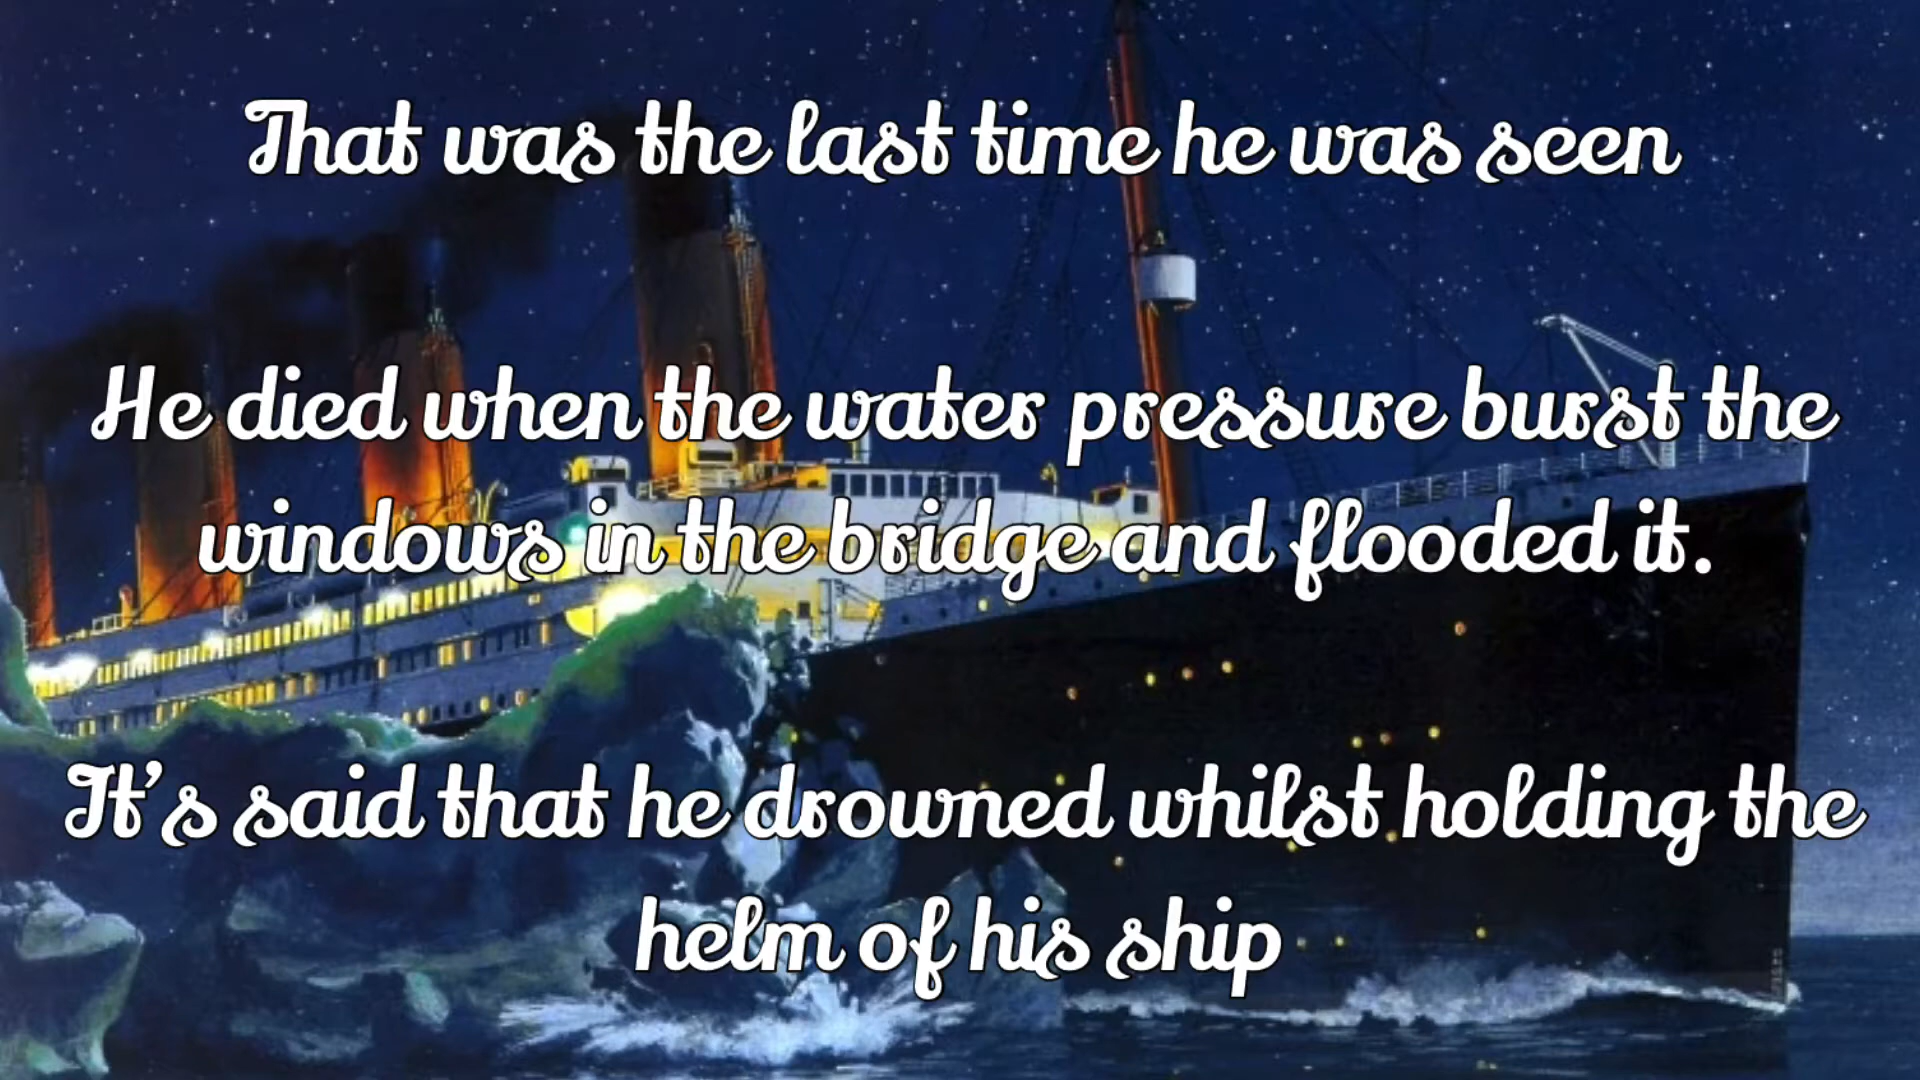 That was the last time he was seen
He died when the water pressure burst the
windows in the bridge and flooded it.
It's said that he drowned whilst holding the
helm of his ship